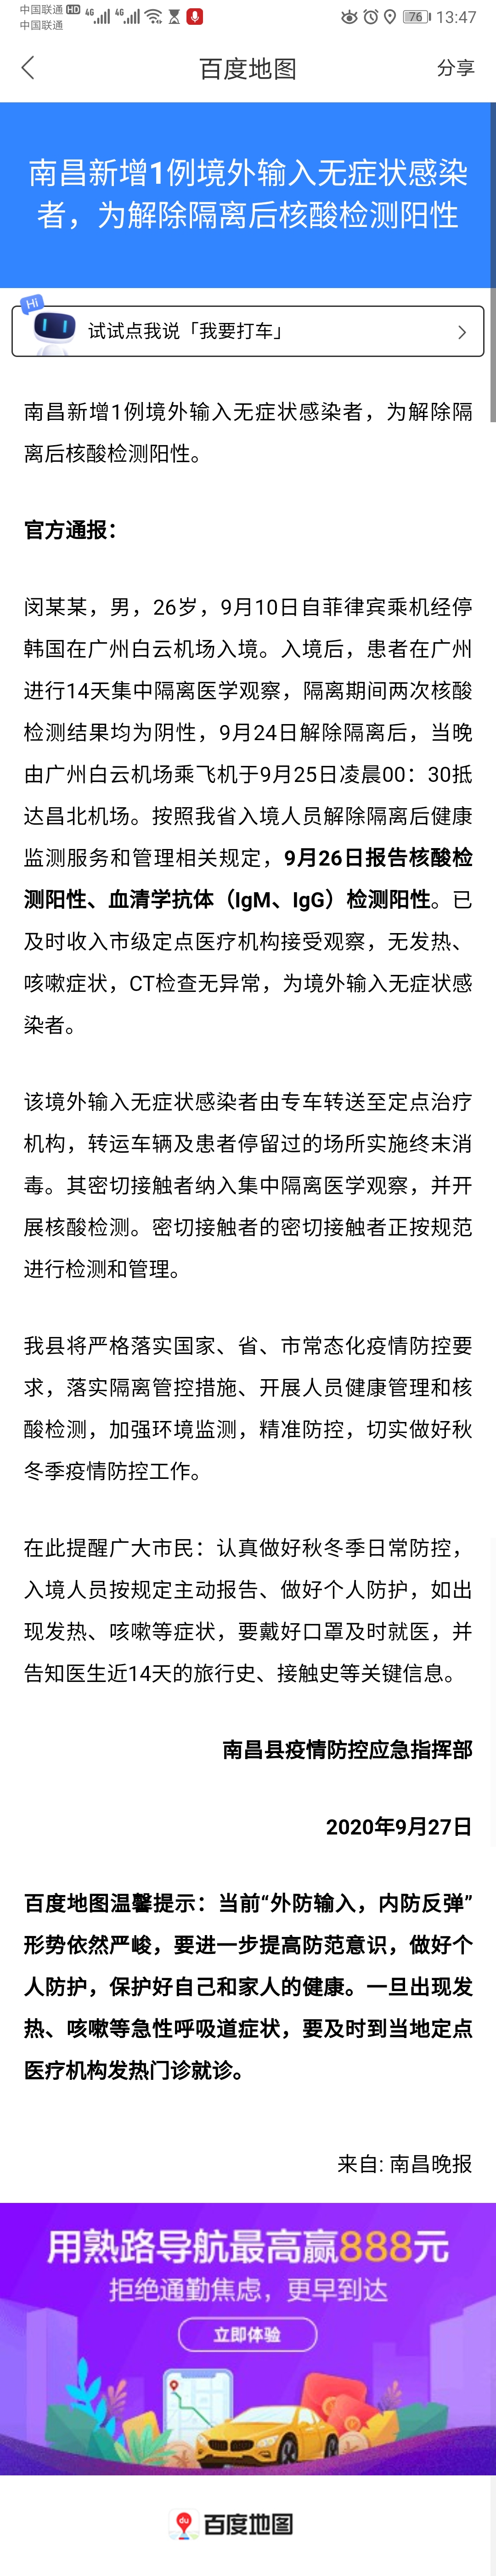 中国联通 HD 4G 4G 76 13:47
中国联通
百度地图 分享
南昌新增1例境外输入无症状感染
者，为解除隔离后核酸检测阳性
Hi
试试点我说「我要打车」
南昌新增1例境外输入无症状感染者，为解除隔
离后核酸检测阳性。
官方通报：
闵某某，男，26岁，9月10日自菲律宾乘机经停
韩国在广州白云机场入境。入境后，患者在广州
进行14天集中隔离医学观察，隔离期间两次核酸
检测结果均为阴性，9月24日解除隔离后，当晚
由广州白云机场乘飞机于9月25日凌晨00：30抵
达昌北机场。按照我省入境人员解除隔离后健康
监测服务和管理相关规定，9月26日报告核酸检
测阳性、血清学抗体（IgM、IgG）检测阳性。已
及时收入市级定点医疗机构接受观察，无发热、
咳嗽症状，CT检查无异常，为境外输入无症状感
染者。
该境外输入无症状感染者由专车转送至定点治疗
机构，转运车辆及患者停留过的场所实施终末消
毒。其密切接触者纳入集中隔离医学观察，并开
展核酸检测。密切接触者的密切接触者正按规范
进行检测和管理。
我县将严格落实国家、省、市常态化疫情防控要
求，落实隔离管控措施、开展人员健康管理和核
酸检测，加强环境监测，精准防控，切实做好秋
冬季疫情防控工作。
在此提醒广大市民：认真做好秋冬季日常防控，
入境人员按规定主动报告、做好个人防护，如出
现发热、咳嗽等症状，要戴好口罩及时就医，并
告知医生近14天的旅行史、接触史等关键信息。
南昌县疫情防控应急指挥部
2020年9月27日
百度地图温馨提示：当前“外防输入，内防反弹”
形势依然严峻，要进一步提高防范意识，做好个
人防护，保护好自己和家人的健康。一旦出现发
热、咳嗽等急性呼吸道症状，要及时到当地定点
医疗机构发热门诊就诊。
来自: 南昌晚报
用熟路导航最高赢888元
拒绝通勤焦虑，更早到达
立即体验
du 百度地图